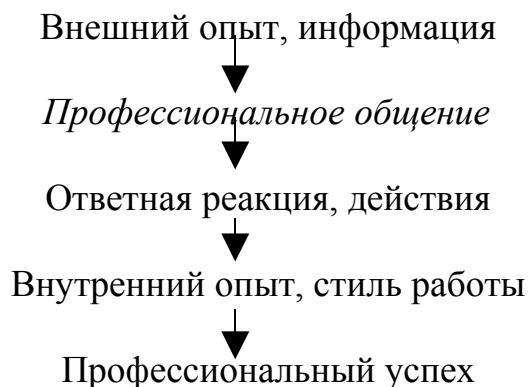 Внешний опыт, информация
Профессиональное общение
Ответная реакция, действия
Внутренний опыт, стиль работы
Профессиональный успех